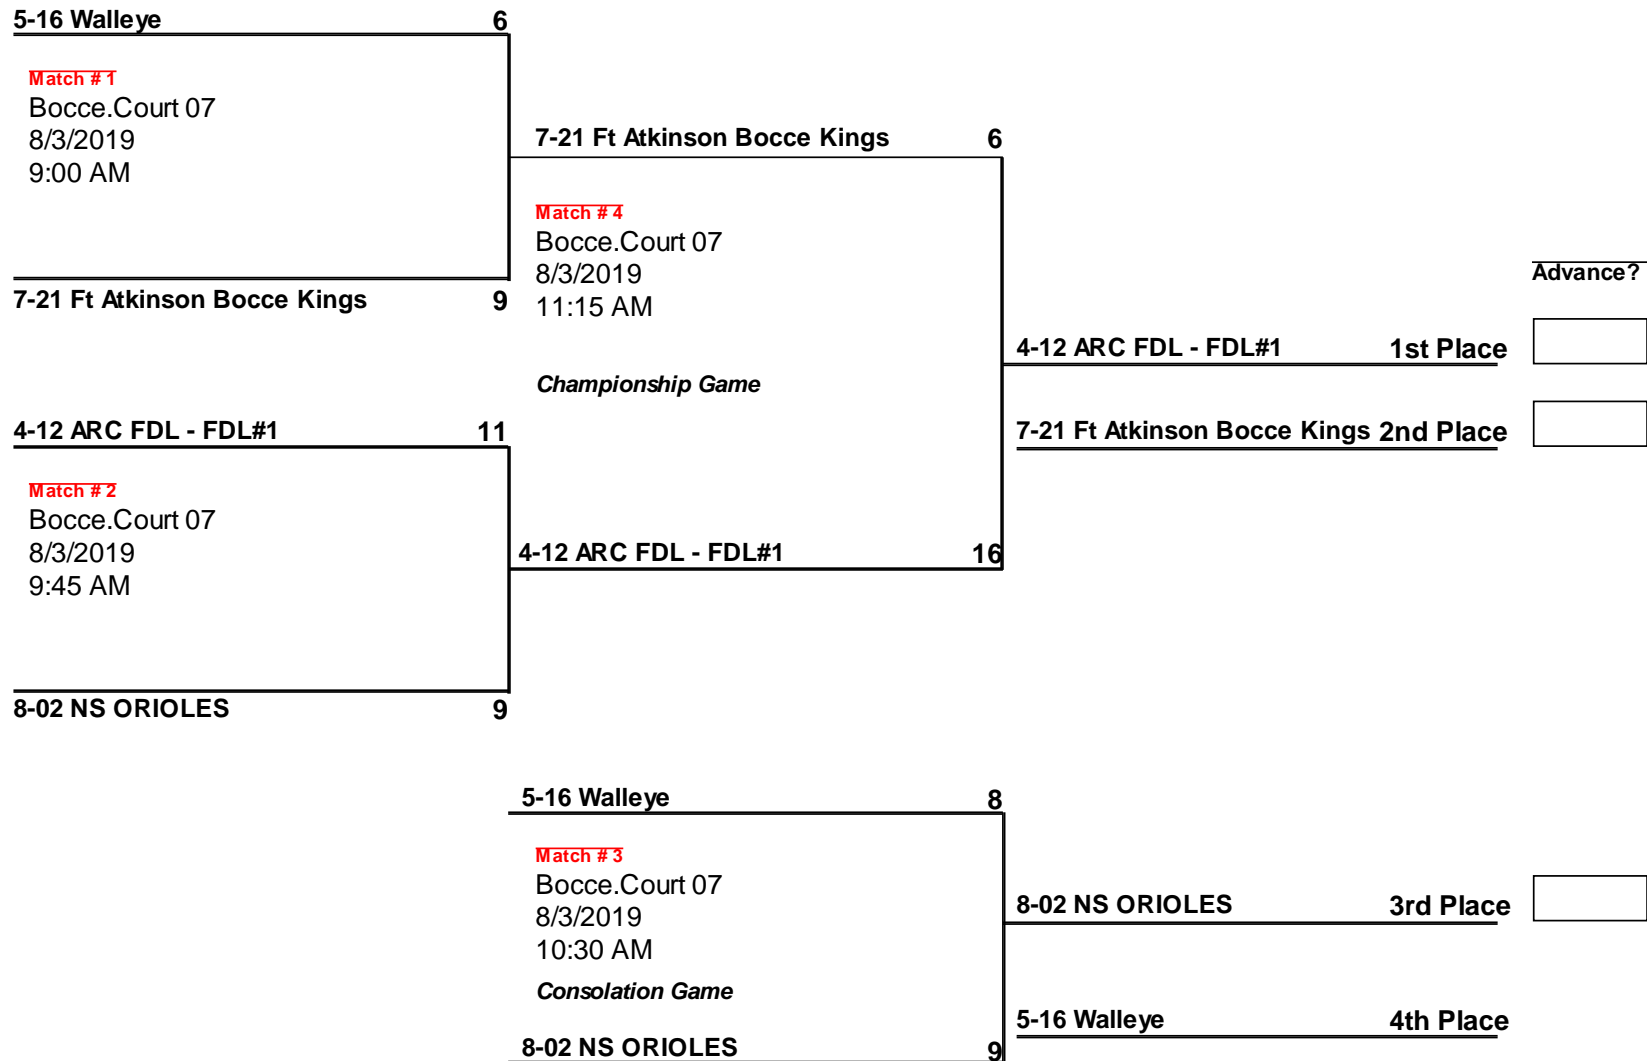 5-16 Walleye 6
Match # 1
Bocce.Court 07
8/3/2019
9:00 AM
7-21 Ft Atkinson Bocce Kings 9
7-21 Ft Atkinson Bocce Kings 6
Match # 4
Bocce.Court 07
8/3/2019
11:15 AM
Championship Game
4-12 ARC FDL - FDL#1 11
Match # 2
Bocce.Court 07
8/3/2019
9:45 AM
8-02 NS ORIOLES 9
4-12 ARC FDL - FDL#1 16
Advance?
4-12 ARC FDL - FDL#1 1st Place
7-21 Ft Atkinson Bocce Kings 2nd Place
5-16 Walleye 8
Match # 3
Bocce.Court 07
8/3/2019
10:30 AM
Consolation Game
8-02 NS ORIOLES 9
8-02 NS ORIOLES 3rd Place
5-16 Walleye 4th Place